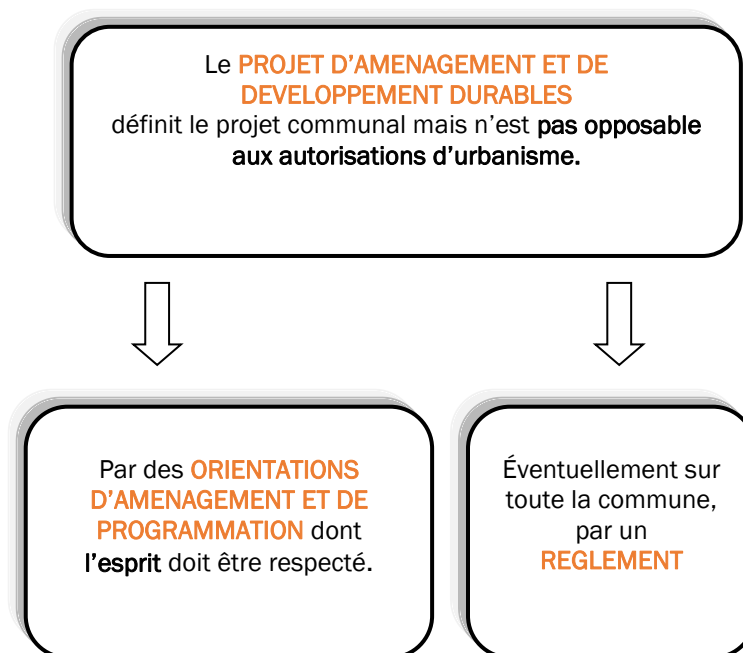 Le PROJET D'AMENAGEMENT ET DE
DEVELOPPEMENT DURABLES
définit le projet communal mais n'est pas opposable
aux autorisations d'urbanisme.
Par des ORIENTATIONS
D'AMENAGEMENT ET DE
PROGRAMMATION dont
l'esprit doit être respecté.
Éventuellement sur
toute la commune,
par un
REGLEMENT